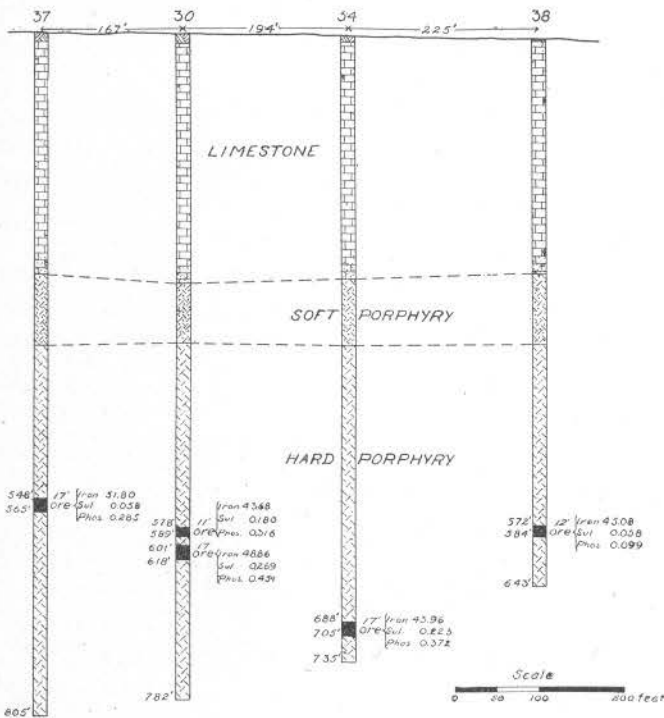 37 30 34 38
167' 194' 225'
LIMESTONE
SOFT PORPHYRY
HARD PORPHYRY
548' 17' Iron 51.80
565' ore Sul 0.058
Phos. 0.285
578' 11' Iron 43.68
589' ore Sul 0.180
Phos 0.316
601' 17' Iron 48.86
618' ore Sul 0.269
Phos 0.434
572' 12' Iron 43.08
584' ore Sul 0.038
Phos 0.099
643'
688' 17' Iron 43.96
705' ore Sul. 0.223
Phos 0.372
735'
782'
805'
Scale
0 50 100 200 feet